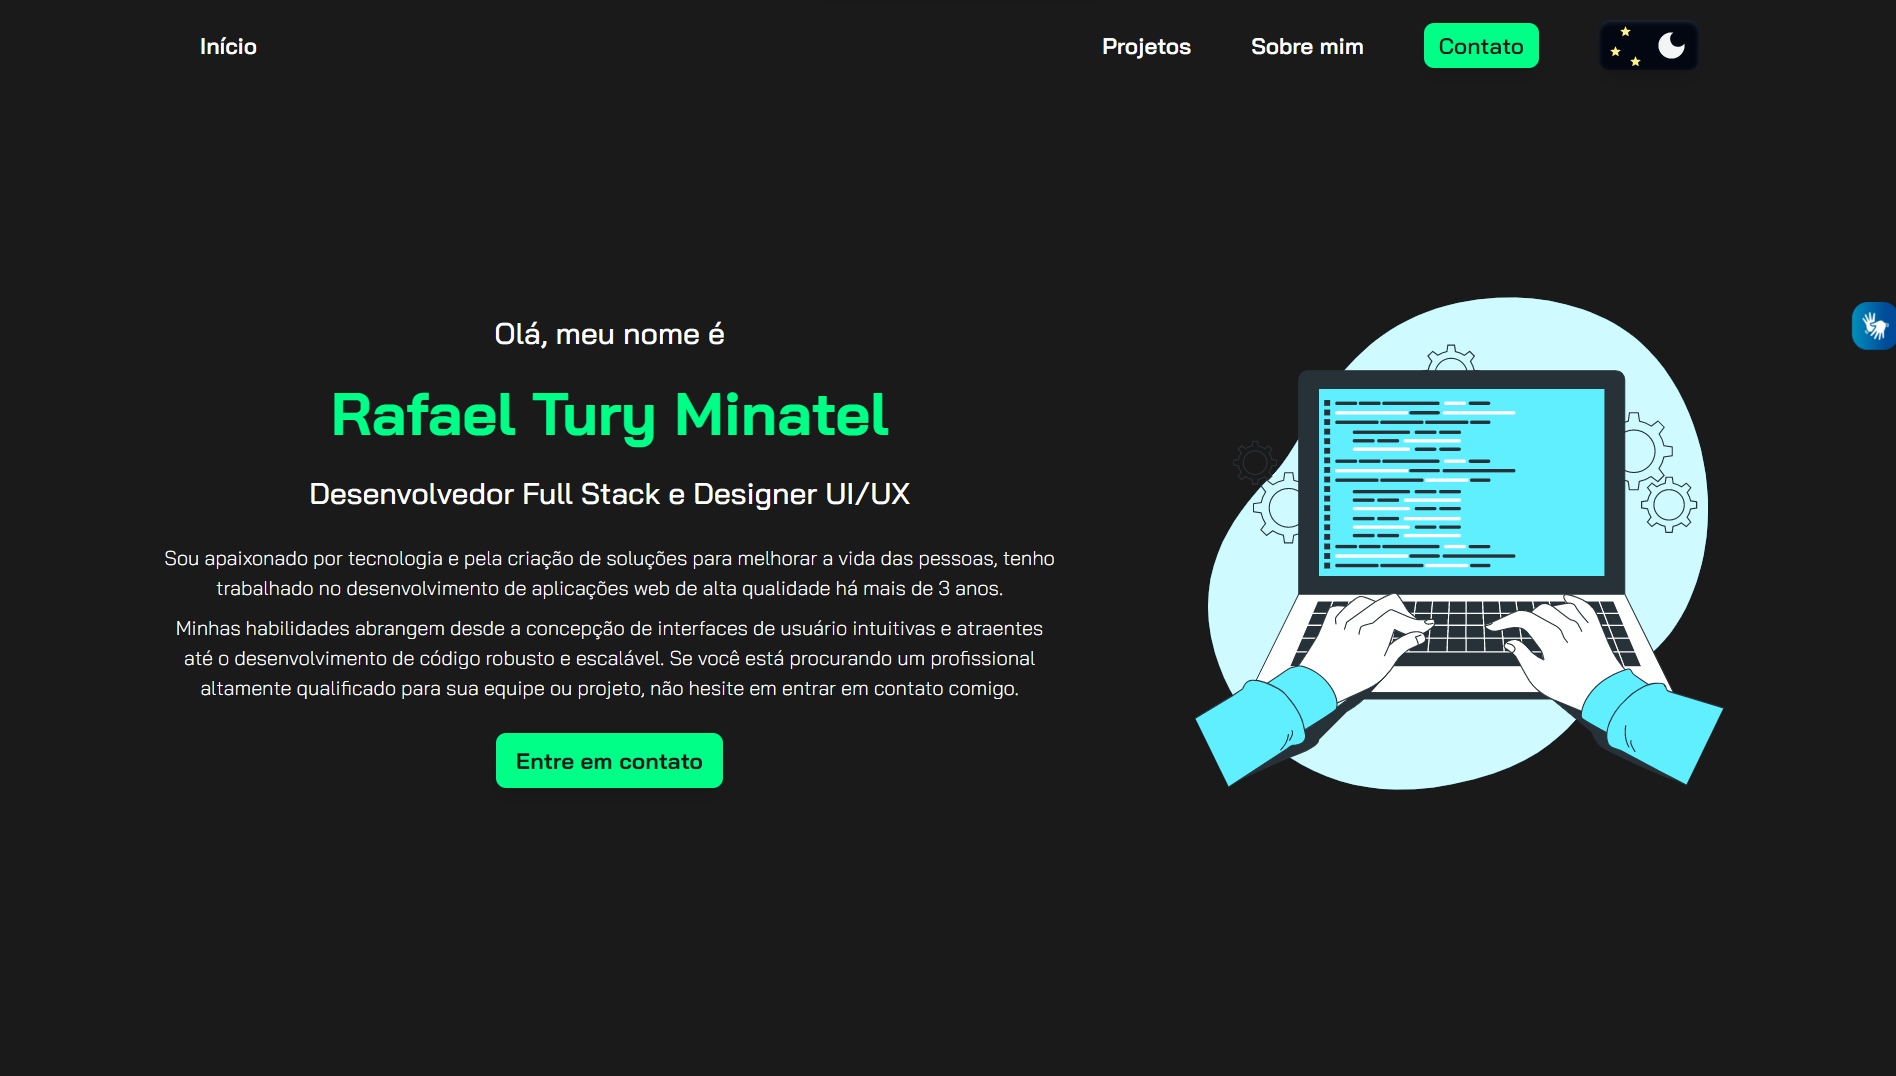 Início
Projetos
Sobre mim
Contato
Olá, meu nome é
Rafael Tury Minatel
Desenvolvedor Full Stack e Designer UI/UX
Sou apaixonado por tecnologia e pela criação de soluções para melhorar a vida das pessoas, tenho
trabalhado no desenvolvimento de aplicações web de alta qualidade há mais de 3 anos.
Minhas habilidades abrangem desde a concepção de interfaces de usuário intuitivas e atraentes
até o desenvolvimento de código robusto e escalável. Se você está procurando um profissional
altamente qualificado para sua equipe ou projeto, não hesite em entrar em contato comigo.
Entre em contato